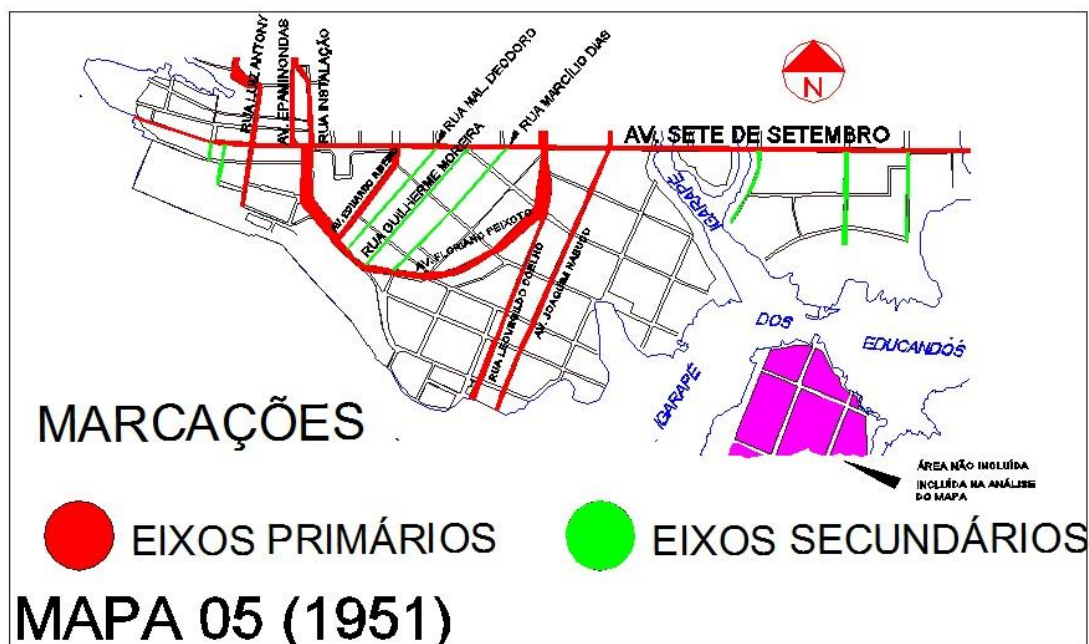 RUA LUIZ ANTONY
AV. EPAMINONDAS
RUA INSTALAÇÃO
RUA MAL. DEODORO
RUA MARCÍLIO DIAS
N
AV. SETE DE SETEMBRO
AV. EDUARDO RIBEIRO
RUA GUILHERME MOREIRA
AV. FLORIANO PEIXOTO
RUA LEOVEGILDO COELHO
AV. JOAQUIM NABUCO
IGARAPÉ
DOS
EDUCANDOS
IGARAPÉ
ÁREA NÃO INCLUÍDA
INCLUÍDA NA ANÁLISE
DO MAPA
MARCAÇÕES
EIXOS PRIMÁRIOS
EIXOS SECUNDÁRIOS
MAPA 05 (1951)